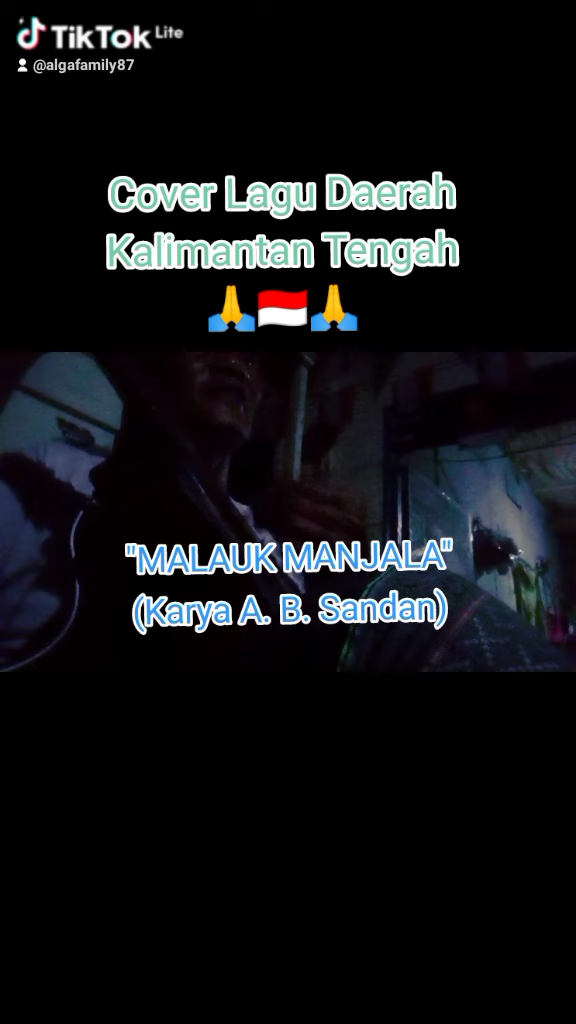 TikTok Lite
@algafamily87
Cover Lagu Daerah
Kalimantan Tengah
🙏🇮🇩🙏
"MALAUK MANJALA"
(Karya A. B. Sandan)